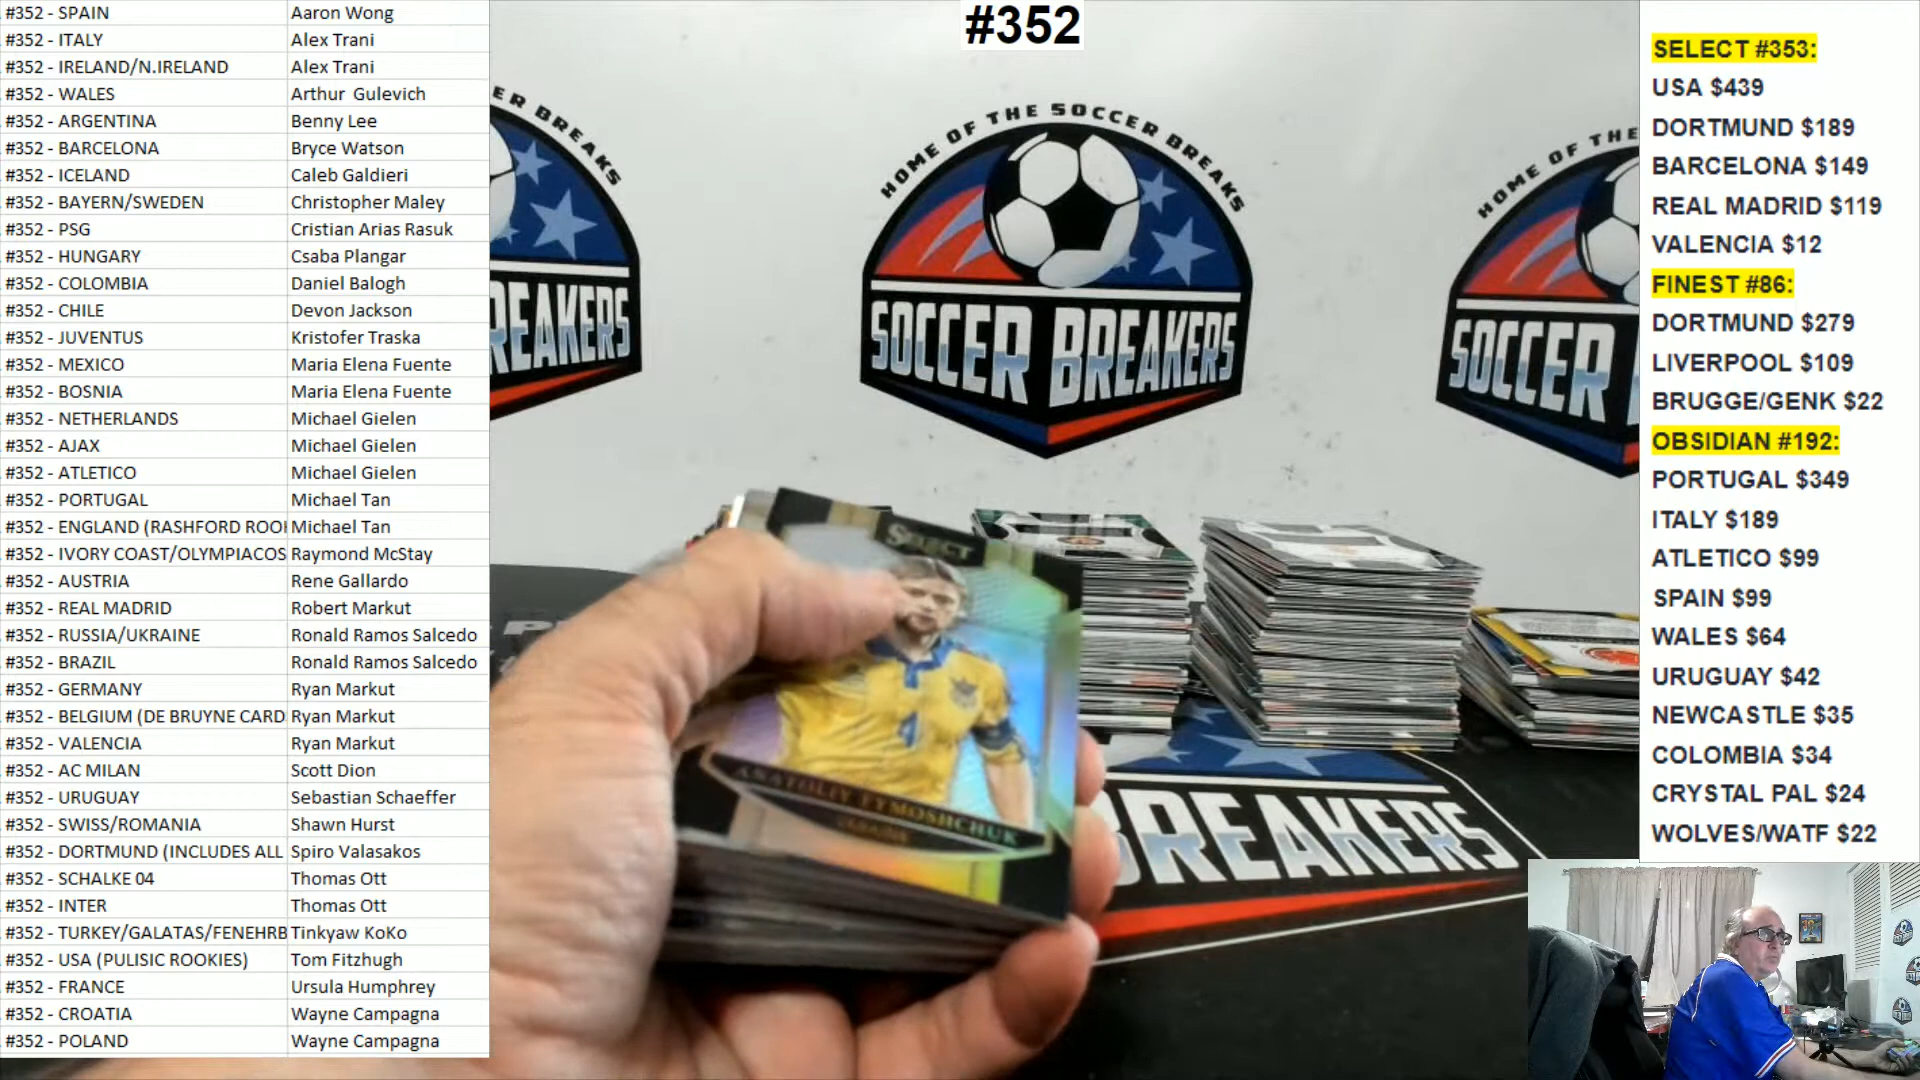 #352 - SPAIN Aaron Wong
#352 - ITALY Alex Trani
#352 - IRELAND/N.IRELAND Alex Trani
#352 - WALES Arthur Gulevich
#352 - ARGENTINA Benny Lee
#352 - BARCELONA Bryce Watson
#352 - ICELAND Caleb Galdieri
#352 - BAYERN/SWEDEN Christopher Maley
#352 - PSG Cristian Arias Rasuk
#352 - HUNGARY Csaba Plangar
#352 - COLOMBIA Daniel Balogh
#352 - CHILE Devon Jackson
#352 - JUVENTUS Kristofer Traska
#352 - MEXICO Maria Elena Fuente
#352 - BOSNIA Maria Elena Fuente
#352 - NETHERLANDS Michael Gielen
#352 - AJAX Michael Gielen
#352 - ATLETICO Michael Gielen
#352 - PORTUGAL Michael Tan
#352 - ENGLAND (RASHFORD ROO Michael Tan
#352 - IVORY COAST/OLYMPIACOS Raymond McStay
#352 - AUSTRIA Rene Gallardo
#352 - REAL MADRID Robert Markut
#352 - RUSSIA/UKRAINE Ronald Ramos Salcedo
#352 - BRAZIL Ronald Ramos Salcedo
#352 - GERMANY Ryan Markut
#352 - BELGIUM (DE BRUYNE CARD Ryan Markut
#352 - VALENCIA Ryan Markut
#352 - AC MILAN Scott Dion
#352 - URUGUAY Sebastian Schaeffer
#352 - SWISS/ROMANIA Shawn Hurst
#352 - DORTMUND (INCLUDES ALL Spiro Valasakos
#352 - SCHALKE 04 Thomas Ott
#352 - INTER Thomas Ott
#352 - TURKEY/GALATAS/FENEHRB Tinkyaw KoKo
#352 - USA (PULISIC ROOKIES) Tom Fitzhugh
#352 - FRANCE Ursula Humphrey
#352 - CROATIA Wayne Campagna
#352 - POLAND Wayne Campagna
#352
ER BREAKS
REAKERS
HOME OF THE SOCCER BREAKS
SOCCER BREAKERS
HOME OF THE
SOCCER
SELECT
ANATOLIY TYMOSHCHUK
UKRAINE
BREAKERS
SELECT #353:
USA $439
DORTMUND $189
BARCELONA $149
REAL MADRID $119
VALENCIA $12
FINEST #86:
DORTMUND $279
LIVERPOOL $109
BRUGGE/GENK $22
OBSIDIAN #192:
PORTUGAL $349
ITALY $189
ATLETICO $99
SPAIN $99
WALES $64
URUGUAY $42
NEWCASTLE $35
COLOMBIA $34
CRYSTAL PAL $24
WOLVES/WATF $22